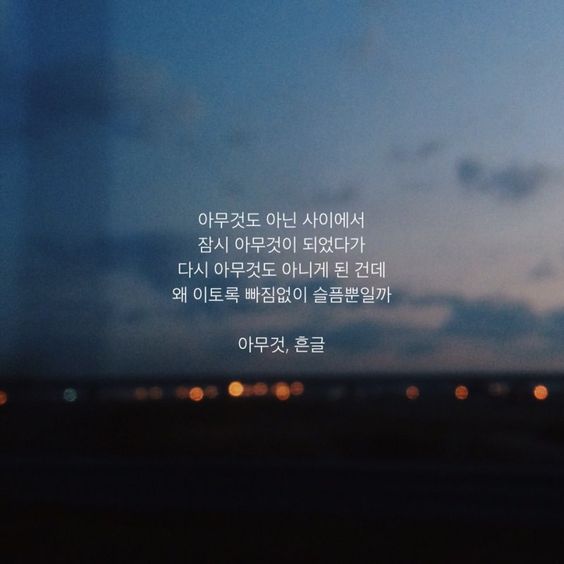 아무것도 아닌 사이에서
잠시 아무것이 되었다가
다시 아무것도 아니게 된 건데
왜 이토록 빠짐없이 슬픔뿐일까
아무것, 흔글